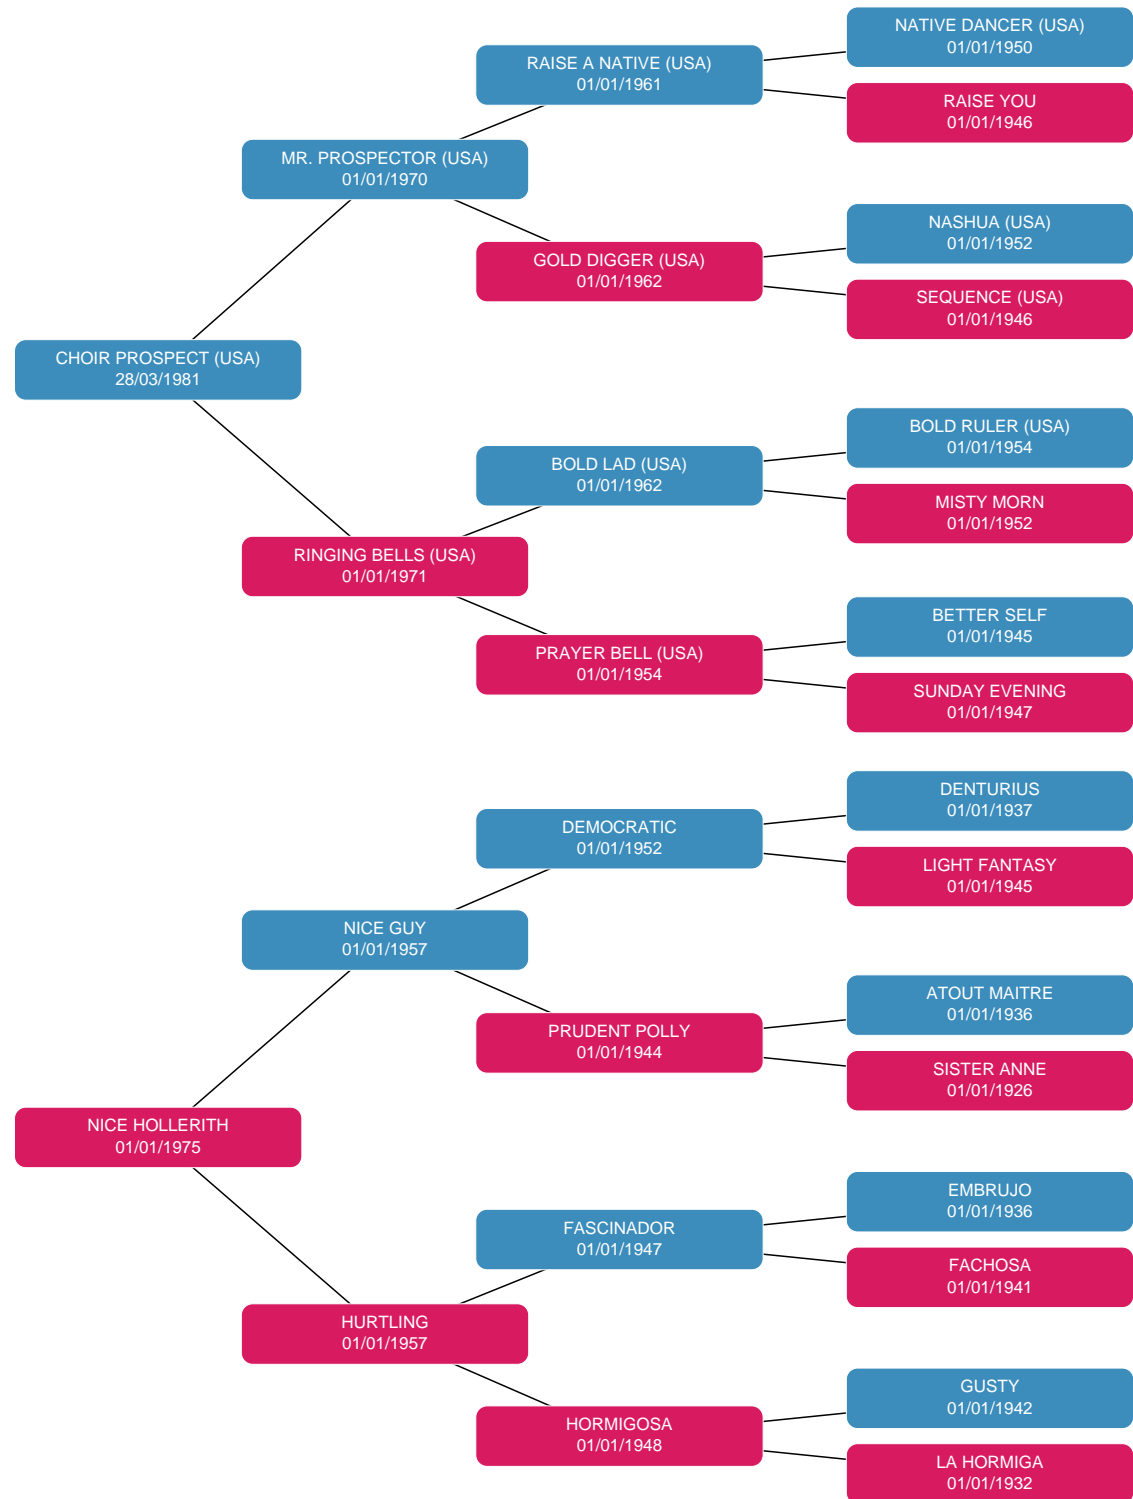 NATIVE DANCER (USA)
01/01/1950
RAISE A NATIVE (USA)
01/01/1961
RAISE YOU
01/01/1946
MR. PROSPECTOR (USA)
01/01/1970
NASHUA (USA)
01/01/1952
GOLD DIGGER (USA)
01/01/1962
SEQUENCE (USA)
01/01/1946
CHOIR PROSPECT (USA)
28/03/1981
BOLD RULER (USA)
01/01/1954
BOLD LAD (USA)
01/01/1962
MISTY MORN
01/01/1952
RINGING BELLS (USA)
01/01/1971
BETTER SELF
01/01/1945
PRAYER BELL (USA)
01/01/1954
SUNDAY EVENING
01/01/1947
DENTURIUS
01/01/1937
DEMOCRATIC
01/01/1952
LIGHT FANTASY
01/01/1945
NICE GUY
01/01/1957
ATOUT MAITRE
01/01/1936
PRUDENT POLLY
01/01/1944
SISTER ANNE
01/01/1926
NICE HOLLERITH
01/01/1975
EMBRUJO
01/01/1936
FASCINADOR
01/01/1947
FACHOSA
01/01/1941
HURTLING
01/01/1957
GUSTY
01/01/1942
HORMIGOSA
01/01/1948
LA HORMIGA
01/01/1932